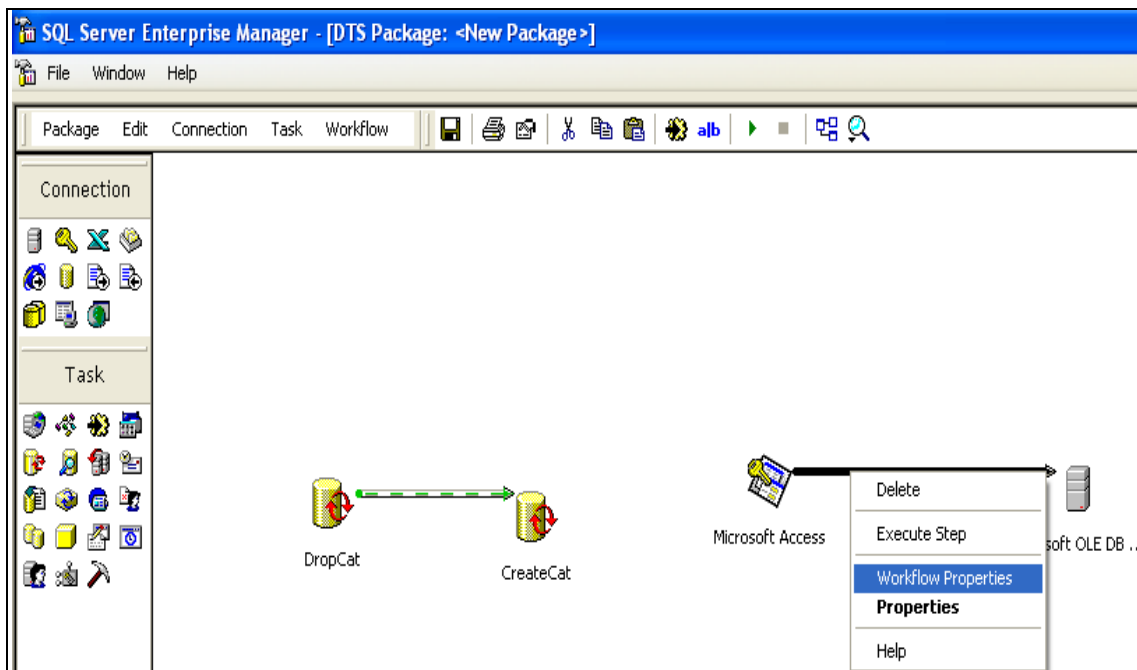 SQL Server Enterprise Manager - [DTS Package: <New Package>]
File Window Help
Package Edit Connection Task Workflow a|b
Connection
Task
DropCat
CreateCat
Microsoft Access
soft OLE DB ...
Delete
Execute Step
Workflow Properties
Properties
Help